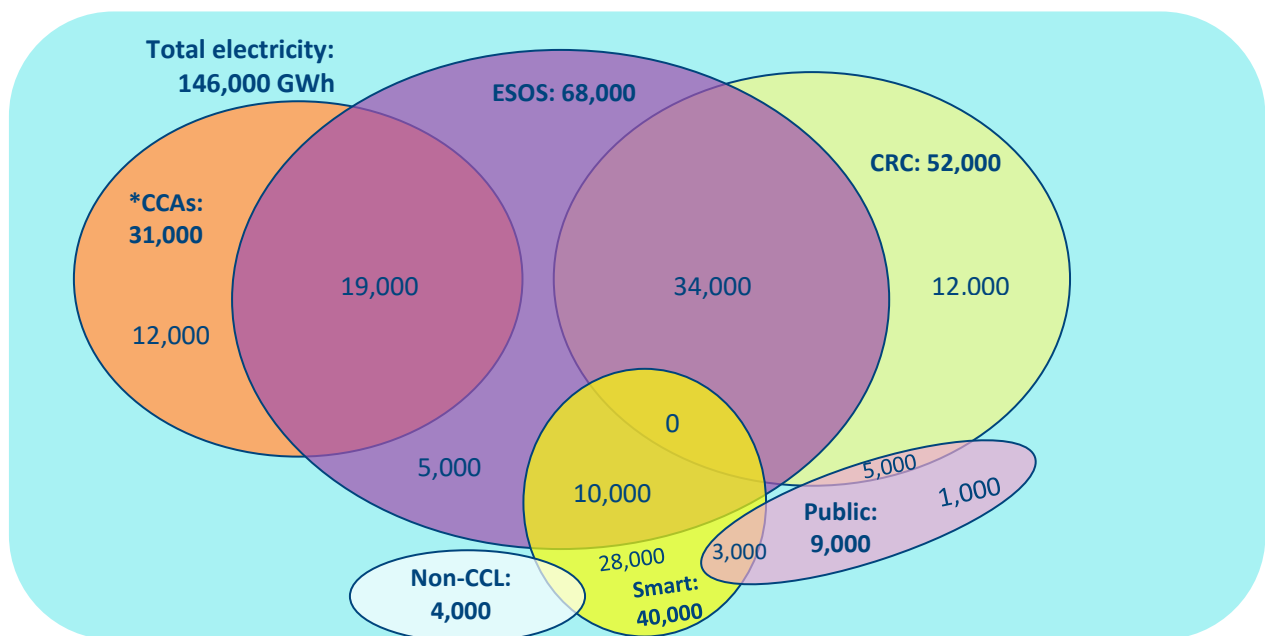 Total electricity:
146,000 GWh
ESOS: 68,000
CRC: 52,000
*CCAs:
31,000
19,000
34,000
12.000
12,000
0
5,000
5,000
10,000
1,000
Public:
9,000
3,000
28,000
Non-CCL:
4,000
Smart:
40,000